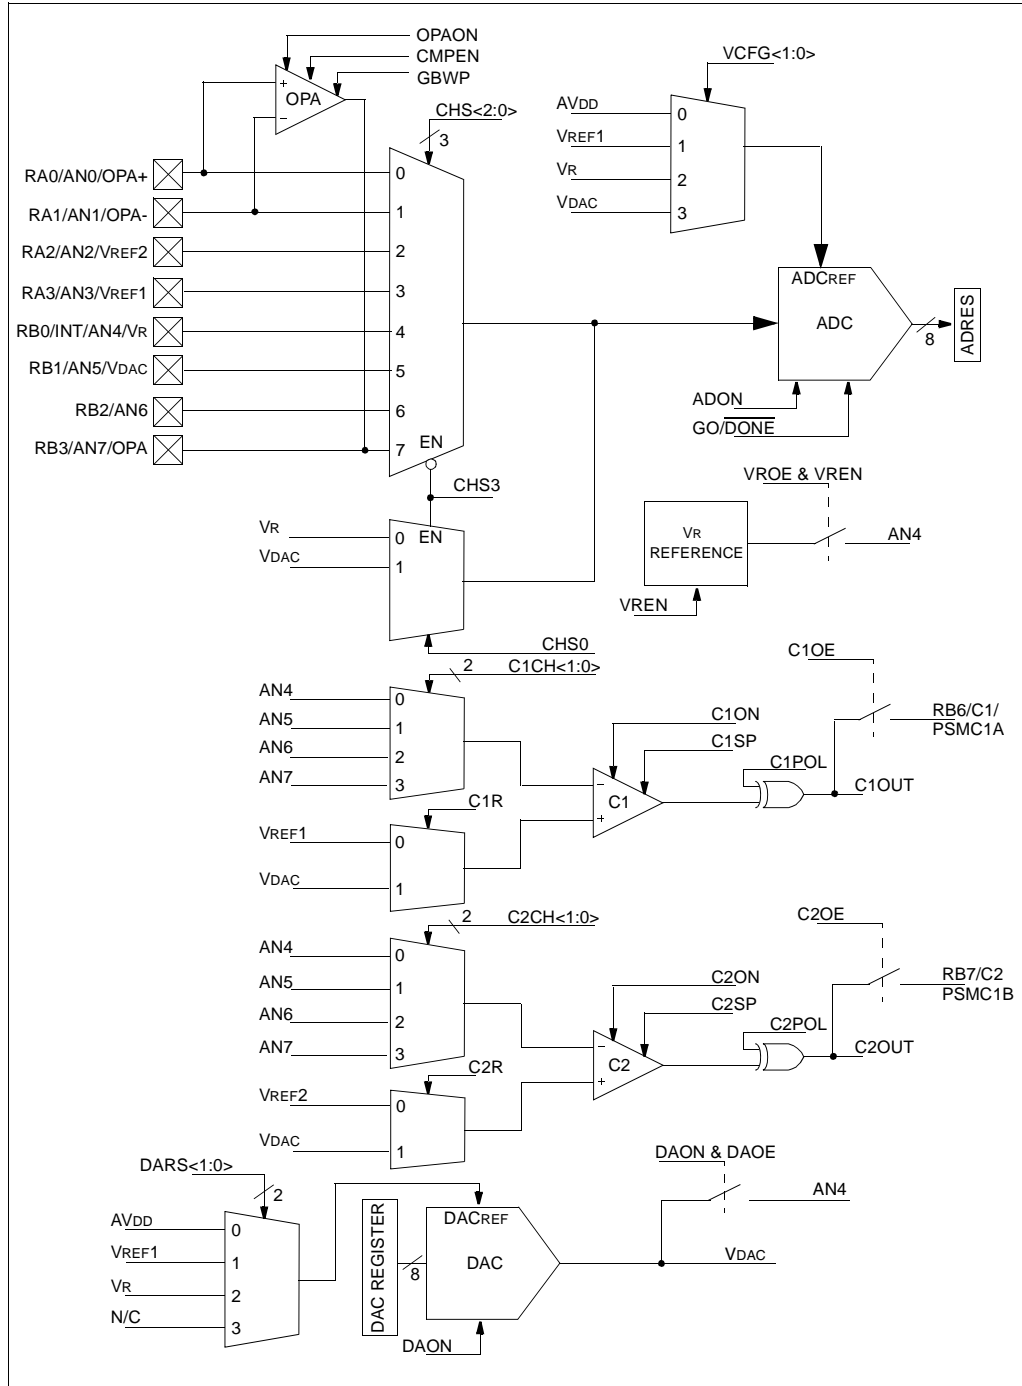 OPAON
CMPEN
GBWP
+
OPA
−
CHS<2:0>
3
RA0/AN0/OPA+
RA1/AN1/OPA-
RA2/AN2/VREF2
RA3/AN3/VREF1
RB0/INT/AN4/VR
RB1/AN5/VDAC
RB2/AN6
RB3/AN7/OPA
0
1
2
3
4
5
6
7
EN
CHS3
VCFG<1:0>
AVDD
VREF1
VR
VDAC
0
1
2
3
ADCREF
ADC
8
ADRES
ADON
GO/DONE
VR
VDAC
0
1
EN
CHS0
VROE & VREN
VR
REFERENCE
AN4
VREN
2
C1CH<1:0>
AN4
AN5
AN6
AN7
0
1
2
3
C1R
VREF1
VDAC
0
1
C1ON
C1SP
−
C1
+
C1POL
C1OUT
C1OE
RB6/C1/
PSMC1A
2
C2CH<1:0>
AN4
AN5
AN6
AN7
0
1
2
3
C2R
VREF2
VDAC
0
1
C2ON
C2SP
−
C2
+
C2POL
C2OUT
C2OE
RB7/C2
PSMC1B
DARS<1:0>
2
AVDD
VREF1
VR
N/C
0
1
2
3
DAC REGISTER
8
DACREF
DAC
DAON
DAON & DAOE
AN4
VDAC